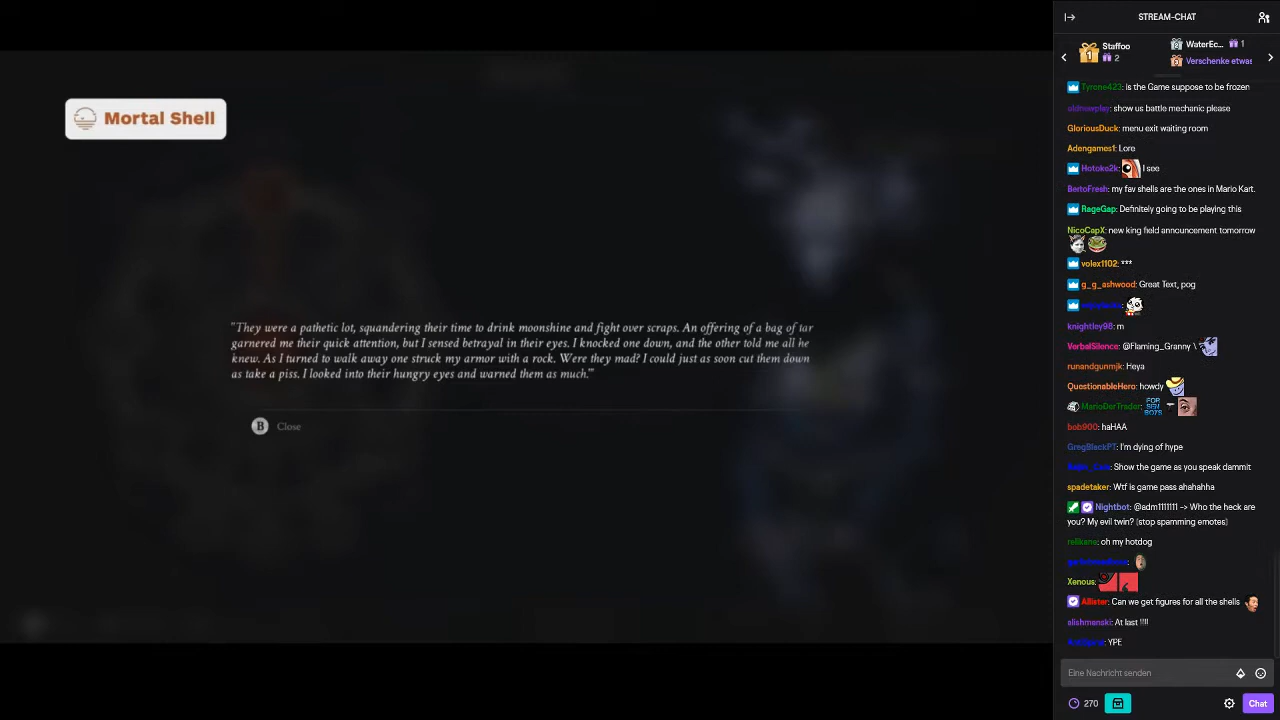 Mortal Shell
"They were a pathetic lot, squandering their time to drink moonshine and fight over scraps. An offering of a bag of tar
garnered me their quick attention, but I sensed betrayal in their eyes. I knocked one down, and the other told me all he
knew. As I turned to walk away one struck my armor with a rock. Were they mad? I could just as soon cut them down
as take a piss. I looked into their hungry eyes and warned them as much.'"
B Close
STREAM-CHAT
1 Staffoo
2
WaterEc... 1
Verschenke etwas
Tyrone423: Is the Game suppose to be frozen
show us battle mechanic please
GloriousDuck: menu exit waiting room
Adengames1: Lore
Hotoke2k: I see
BertoFresh: my fav shells are the ones in Mario Kart.
RageGap: Definitely going to be playing this
NicoCapX: new king field announcement tomorrow
volex1102: ***
g_g_ashwood: Great Text, pog
knightley98: m
VerbalSilence: @Flaming_Granny \
runandgunmjk: Heya
QuestionableHero: howdy
MarioDerTrader: FOR SEN BOTS
bob900: haHAA
GregBlackPT: I'm dying of hype
Show the game as you speak dammit
spadetaker: Wtf is game pass ahahahha
Nightbot: @adm1111111 -> Who the heck are
you? My evil twin? [stop spamming emotes]
relikans: oh my hotdog
Xenous:
Allister: Can we get figures for all the shells
elishmenski: At last !!!!
YPE
Eine Nachricht senden
270
Chat